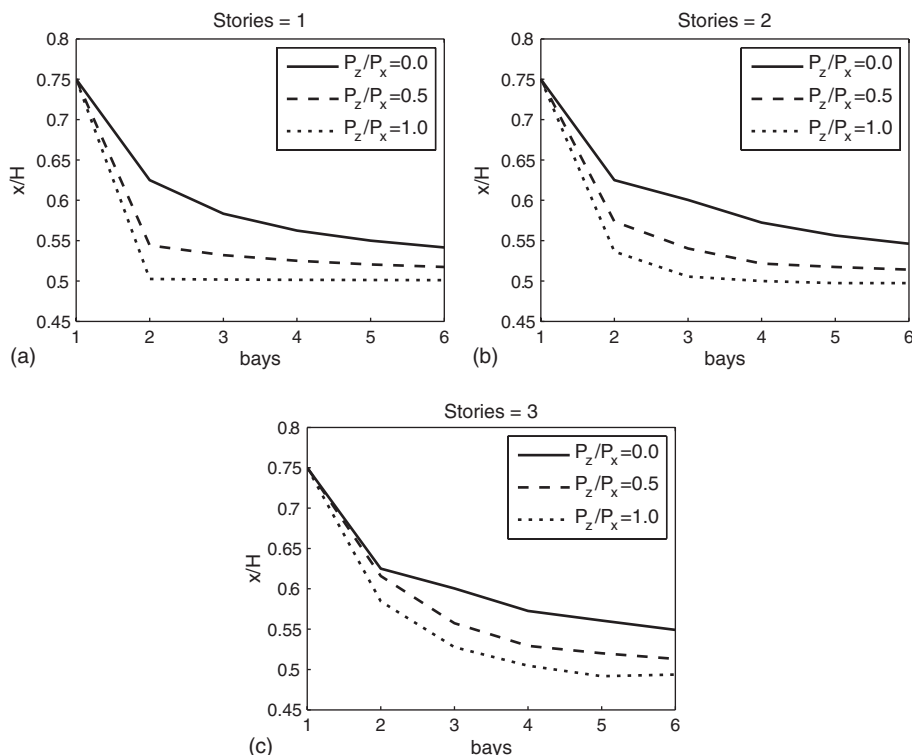 Stories = 1
0.8
0.75
0.7
0.65
0.6
0.55
0.5
0.45
x/H
P_z/P_x=0.0
P_z/P_x=0.5
P_z/P_x=1.0
1 2 3 4 5 6
bays
(a)
Stories = 2
0.8
0.75
0.7
0.65
0.6
0.55
0.5
0.45
x/H
P_z/P_x=0.0
P_z/P_x=0.5
P_z/P_x=1.0
1 2 3 4 5 6
bays
(b)
Stories = 3
0.8
0.75
0.7
0.65
0.6
0.55
0.5
0.45
x/H
P_z/P_x=0.0
P_z/P_x=0.5
P_z/P_x=1.0
1 2 3 4 5 6
bays
(c)